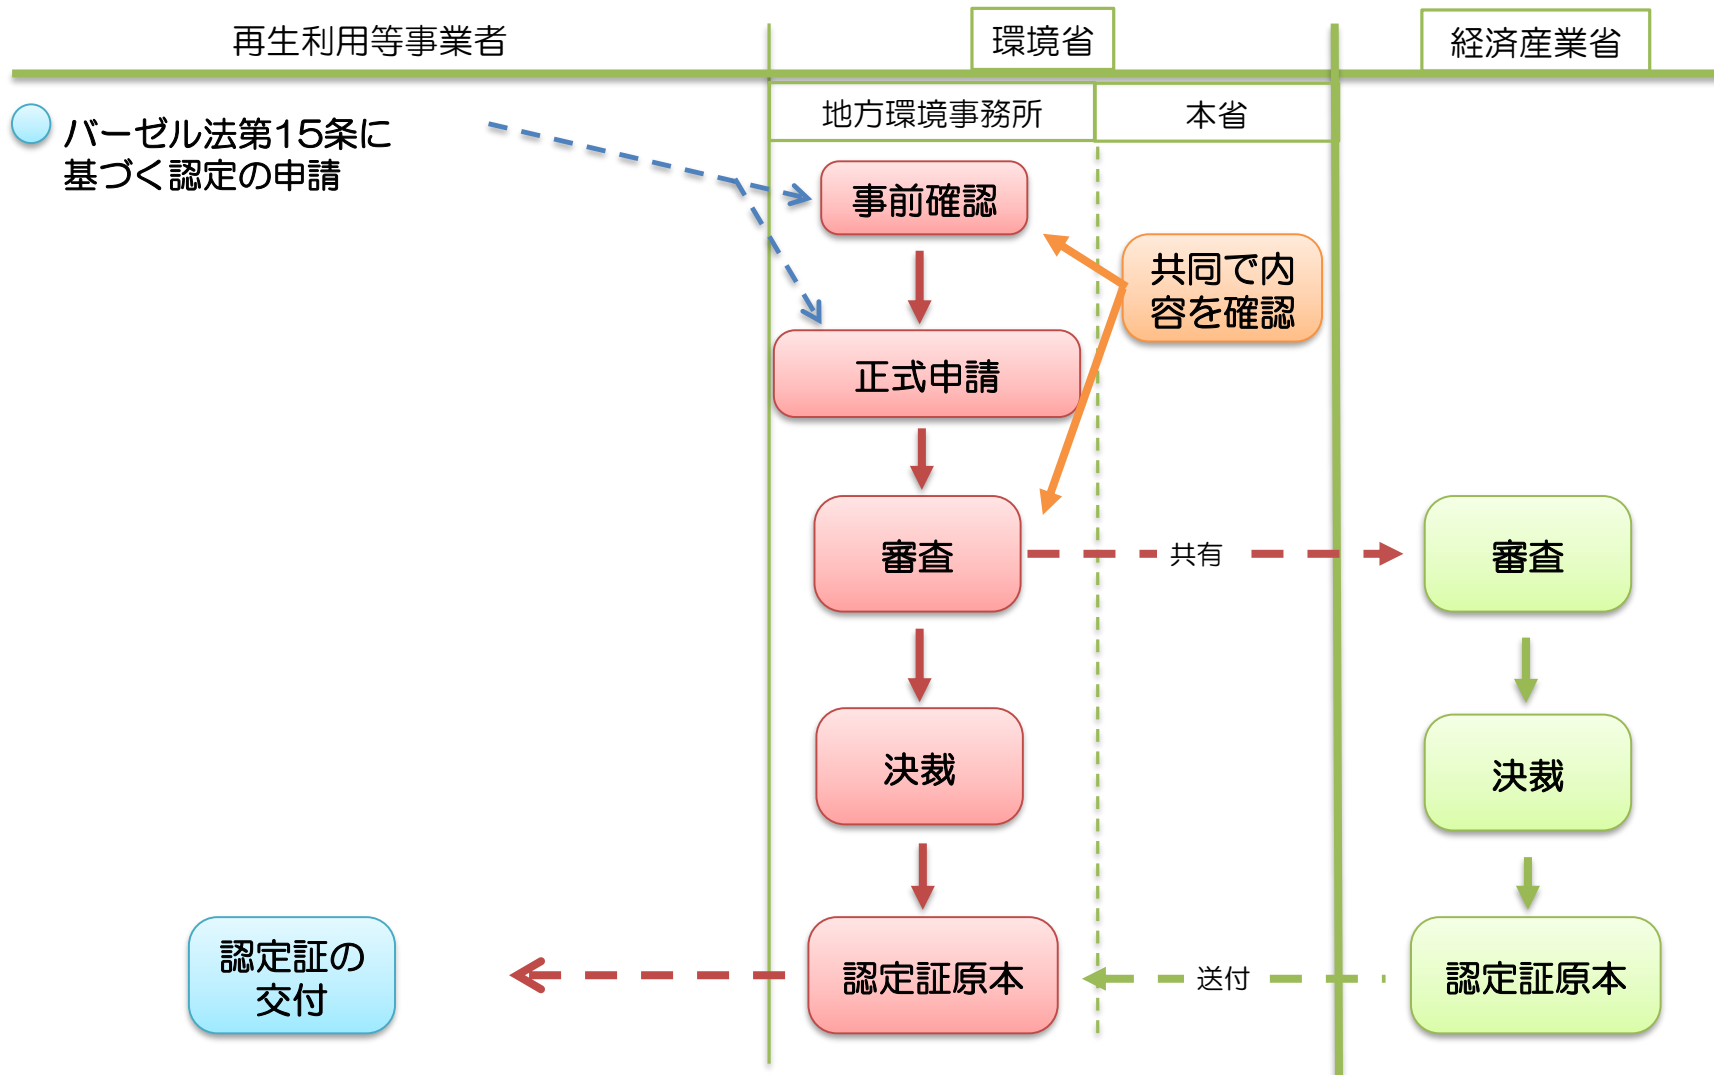 再生利用等事業者
環境省
経済産業省
地方環境事務所
本省
バーゼル法第15条に
基づく認定の申請
事前確認
共同で内
容を確認
正式申請
審査
共有
審査
決裁
決裁
認定証の
交付
認定証原本
送付
認定証原本